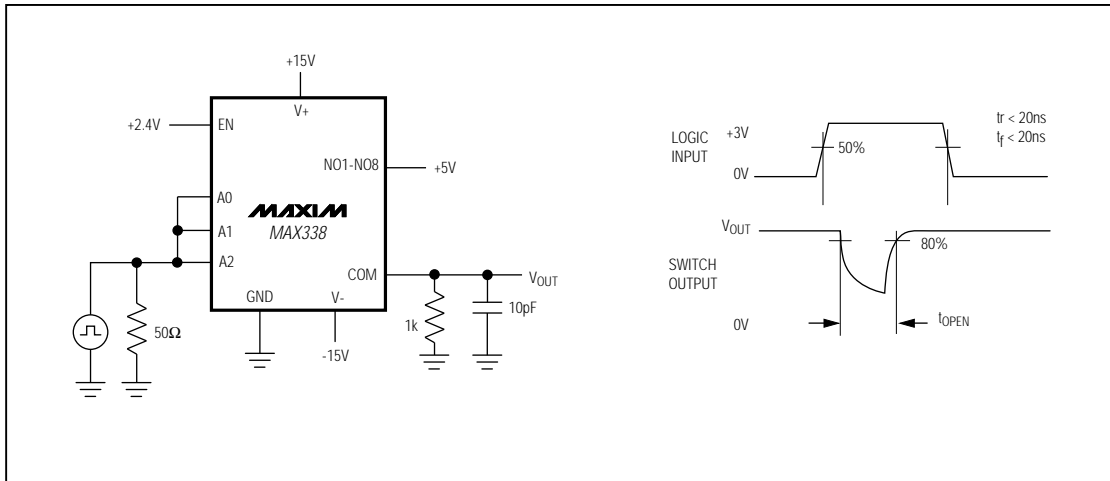 +15V
V+
+2.4V
EN
NO1-NO8
+5V
A0
MAXIM
A1
MAX338
A2
COM
VOUT
GND
V-
50Ω
1k
10pF
-15V
LOGIC
INPUT
+3V
50%
0V
tr < 20ns
tf < 20ns
VOUT
80%
SWITCH
OUTPUT
0V
tOPEN